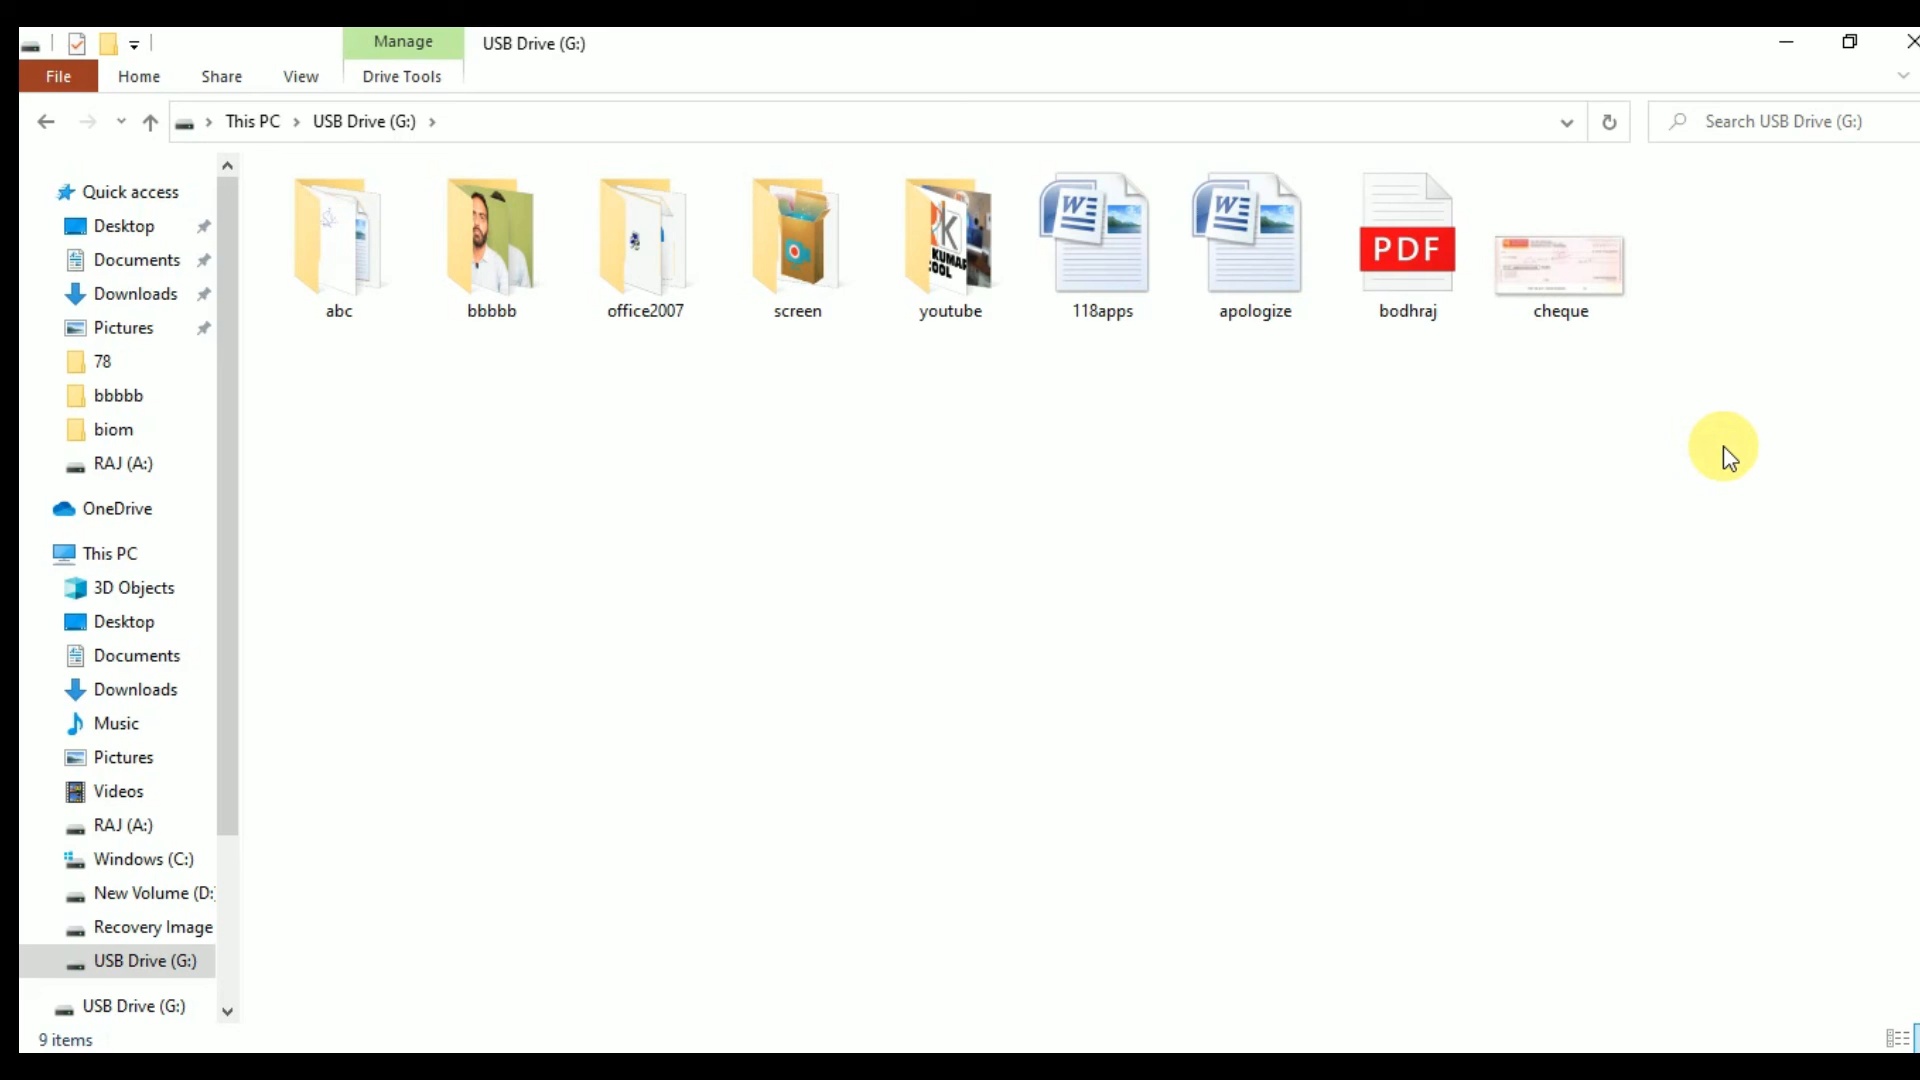 Manage
USB Drive (G:)
File
Home
Share
View
Drive Tools
This PC
USB Drive (G:)
Search USB Drive (G:)
Quick access
Desktop
Documents
Downloads
Pictures
78
bbbbb
biom
RAJ (A:)
OneDrive
This PC
3D Objects
Desktop
Documents
Downloads
Music
Pictures
Videos
RAJ (A:)
Windows (C:)
New Volume (D:
Recovery Image
USB Drive (G:)
USB Drive (G:)
KUMAR
W
W
PDF
abc
bbbbb
office2007
screen
youtube
118apps
apologize
bodhraj
cheque
9 items